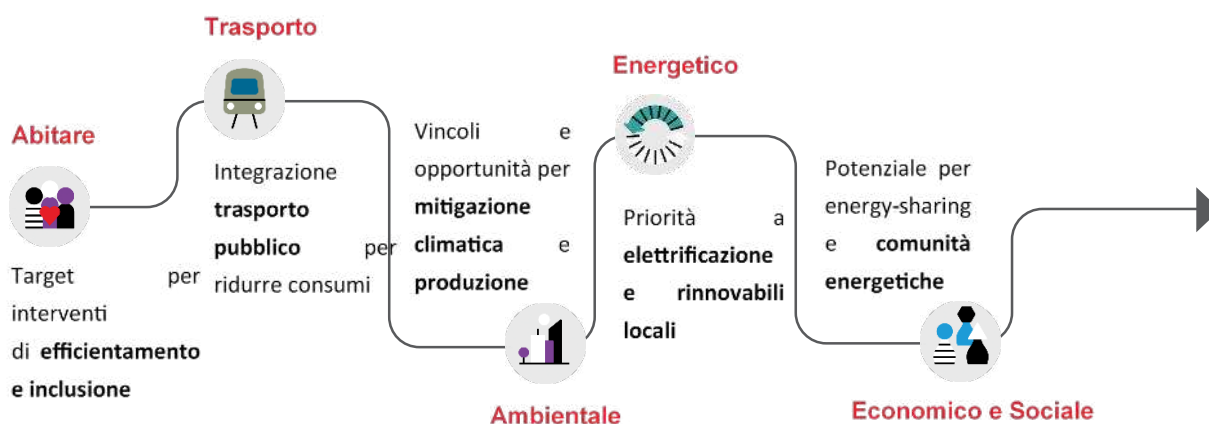 Abitare
Target per
interventi
di efficientamento
e inclusione
Trasporto
Integrazione
trasporto
pubblico per
ridurre consumi
Vincoli e
opportunità per
mitigazione
climatica e
produzione
Ambientale
Energetico
Priorità a
elettrificazione
e rinnovabili
locali
Potenziale per
energy-sharing
e comunità
energetiche
Economico e Sociale